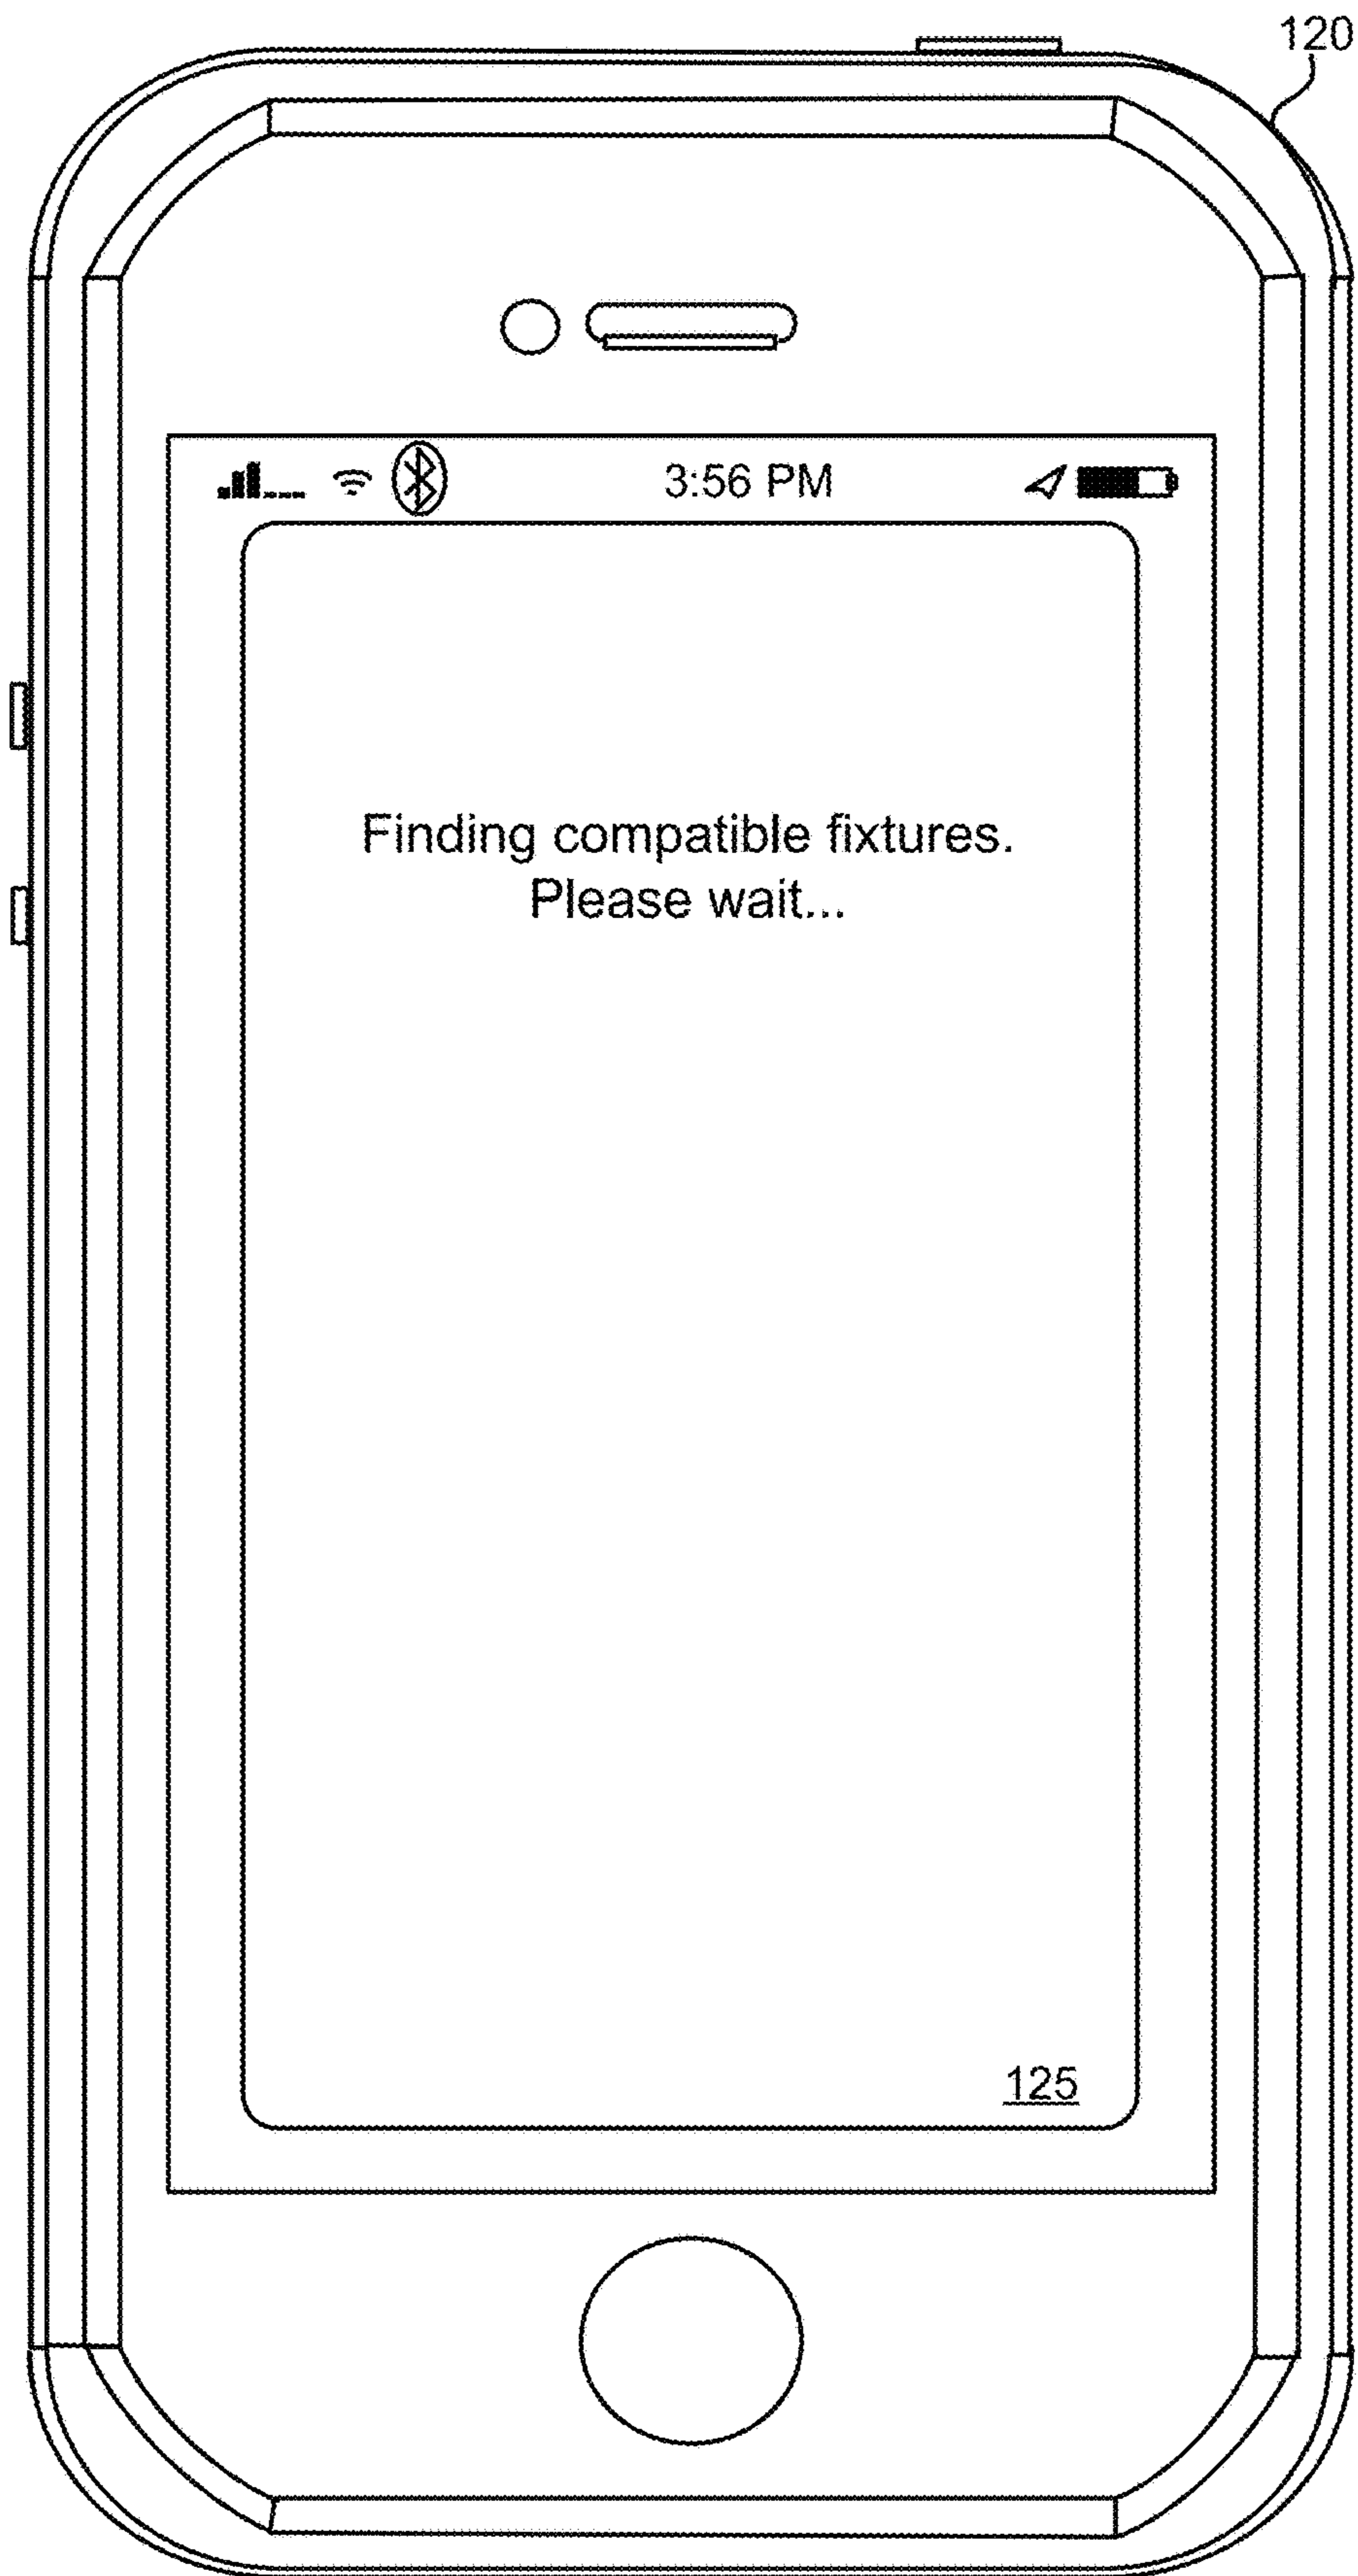 120
3:56 PM
Finding compatible fixtures.
Please wait...
125